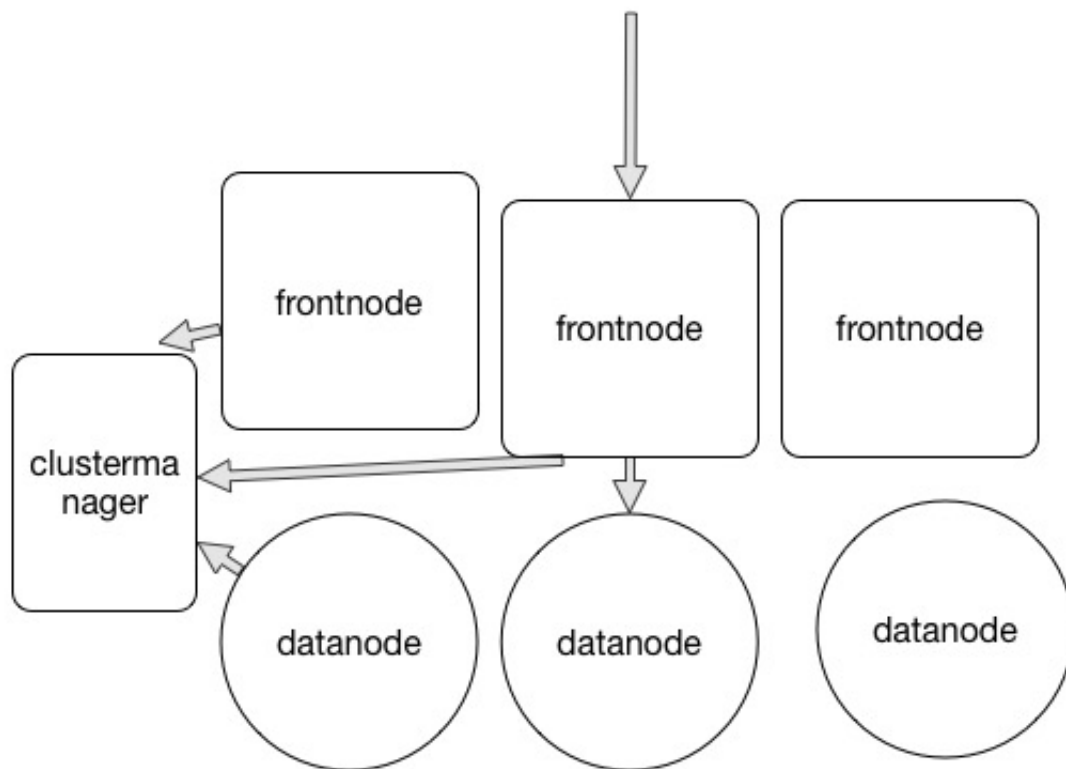 frontnode
frontnode
frontnode
clusterma
nager
datanode
datanode
datanode